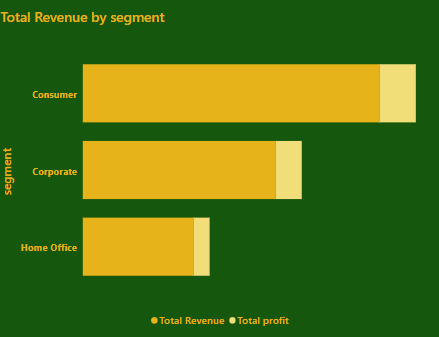 Total Revenue by segment
segment
Consumer
Corporate
Home Office
Total Revenue Total profit